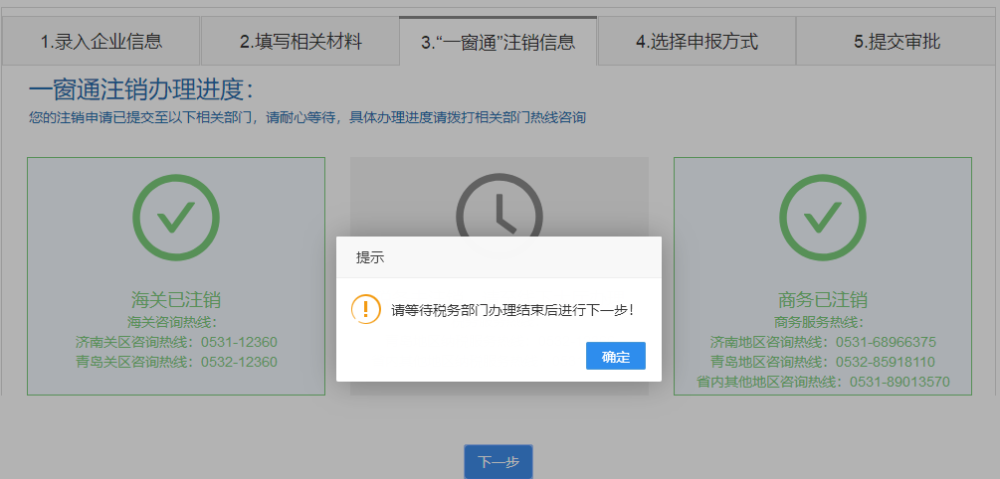 1.录入企业信息
2.填写相关材料
3.“一窗通”注销信息
4.选择申报方式
5.提交审批
一窗通注销办理进度：
您的注销申请已提交至以下相关部门，请耐心等待，具体办理进度请拨打相关部门热线咨询
海关已注销
海关咨询热线：
济南关区咨询热线：0531-12360
青岛关区咨询热线：0532-12360
提示
请等待税务部门办理结束后进行下一步！
确定
商务已注销
商务服务热线：
济南地区咨询热线：0531-68966375
青岛地区咨询热线：0532-85918110
省内其他地区咨询热线：0531-89013570
下一步